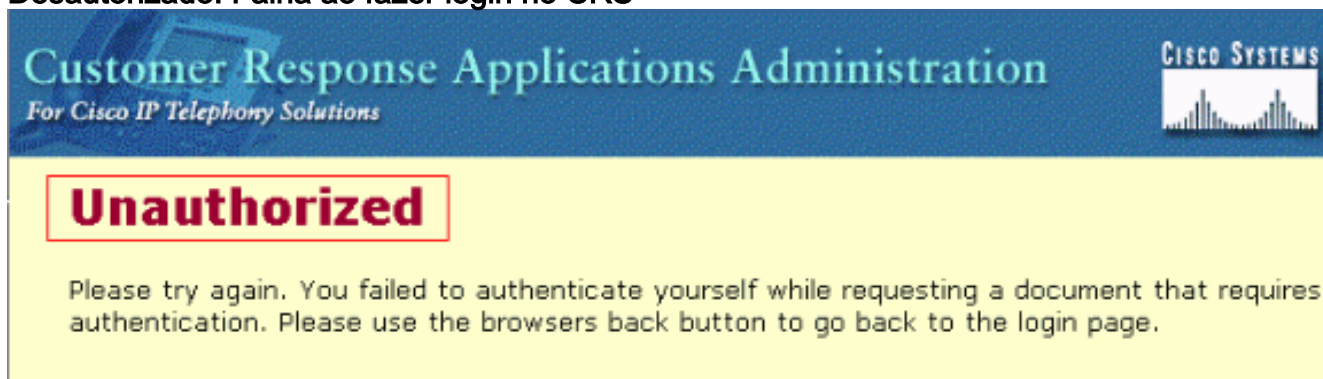 Customer Response Applications Administration
For Cisco IP Telephony Solutions
CISCO SYSTEMS
Unauthorized
Please try again. You failed to authenticate yourself while requesting a document that requires
authentication. Please use the browsers back button to go back to the login page.